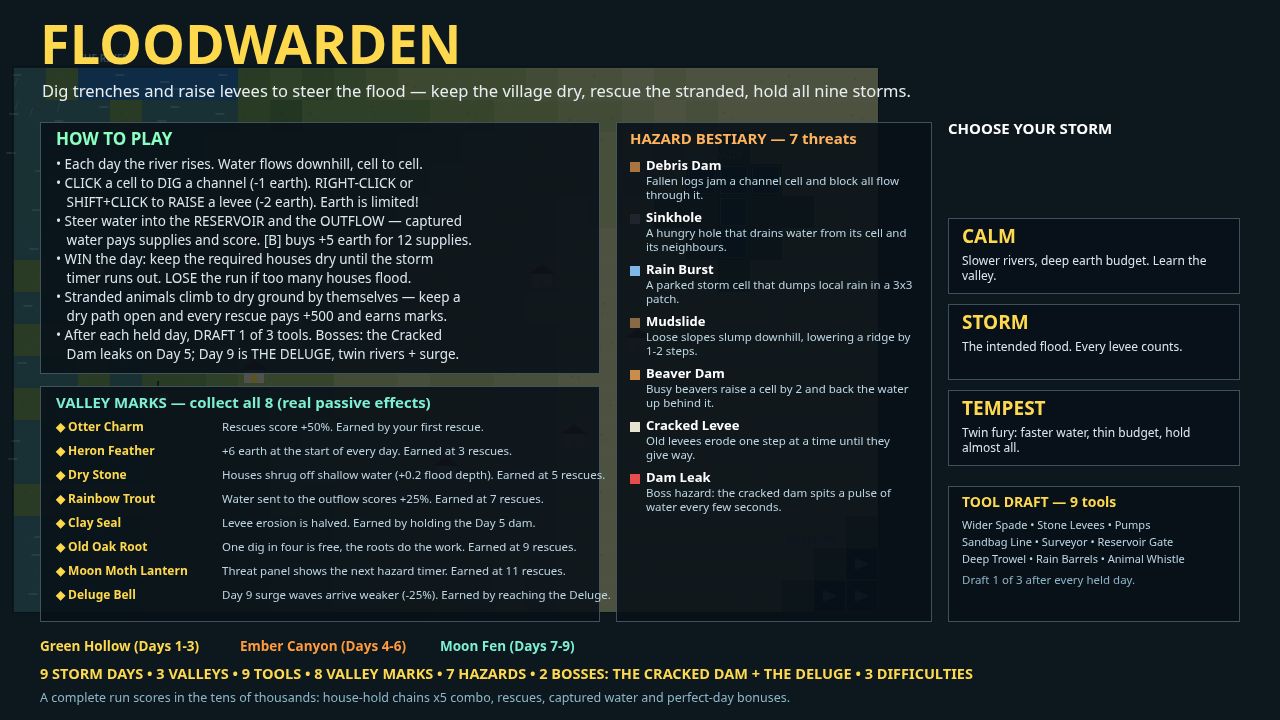 FLOODWARDEN
Dig trenches and raise levees to steer the flood — keep the village dry, rescue the stranded, hold all nine storms.
HOW TO PLAY
• Each day the river rises. Water flows downhill, cell to cell.
• CLICK a cell to DIG a channel (-1 earth). RIGHT-CLICK or
SHIFT+CLICK to RAISE a levee (-2 earth). Earth is limited!
• Steer water into the RESERVOIR and the OUTFLOW — captured
water pays supplies and score. [B] buys +5 earth for 12 supplies.
• WIN the day: keep the required houses dry until the storm
timer runs out. LOSE the run if too many houses flood.
• Stranded animals climb to dry ground by themselves — keep a
dry path open and every rescue pays +500 and earns marks.
• After each held day, DRAFT 1 of 3 tools. Bosses: the Cracked
Dam leaks on Day 5; Day 9 is THE DELUGE, twin rivers + surge.
VALLEY MARKS — collect all 8 (real passive effects)
◆ Otter Charm Rescues score +50%. Earned by your first rescue.
◆ Heron Feather +6 earth at the start of every day. Earned at 3 rescues.
◆ Dry Stone Houses shrug off shallow water (+0.2 flood depth). Earned at 5 rescues.
◆ Rainbow Trout Water sent to the outflow scores +25%. Earned at 7 rescues.
◆ Clay Seal Levee erosion is halved. Earned by holding the Day 5 dam.
◆ Old Oak Root One dig in four is free, the roots do the work. Earned at 9 rescues.
◆ Moon Moth Lantern Threat panel shows the next hazard timer. Earned at 11 rescues.
◆ Deluge Bell Day 9 surge waves arrive weaker (-25%). Earned by reaching the Deluge.
HAZARD BESTIARY — 7 threats
Debris Dam
Fallen logs jam a channel cell and block all flow
through it.
Sinkhole
A hungry hole that drains water from its cell and
its neighbours.
Rain Burst
A parked storm cell that dumps local rain in a 3x3
patch.
Mudslide
Loose slopes slump downhill, lowering a ridge by
1-2 steps.
Beaver Dam
Busy beavers raise a cell by 2 and back the water
up behind it.
Cracked Levee
Old levees erode one step at a time until they
give way.
Dam Leak
Boss hazard: the cracked dam spits a pulse of
water every few seconds.
CHOOSE YOUR STORM
CALM
Slower rivers, deep earth budget. Learn the
valley.
STORM
The intended flood. Every levee counts.
TEMPEST
Twin fury: faster water, thin budget, hold
almost all.
TOOL DRAFT — 9 tools
Wider Spade • Stone Levees • Pumps
Sandbag Line • Surveyor • Reservoir Gate
Deep Trowel • Rain Barrels • Animal Whistle
Draft 1 of 3 after every held day.
Green Hollow (Days 1-3) Ember Canyon (Days 4-6) Moon Fen (Days 7-9)
9 STORM DAYS • 3 VALLEYS • 9 TOOLS • 8 VALLEY MARKS • 7 HAZARDS • 2 BOSSES: THE CRACKED DAM + THE DELUGE • 3 DIFFICULTIES
A complete run scores in the tens of thousands: house-hold chains x5 combo, rescues, captured water and perfect-day bonuses.